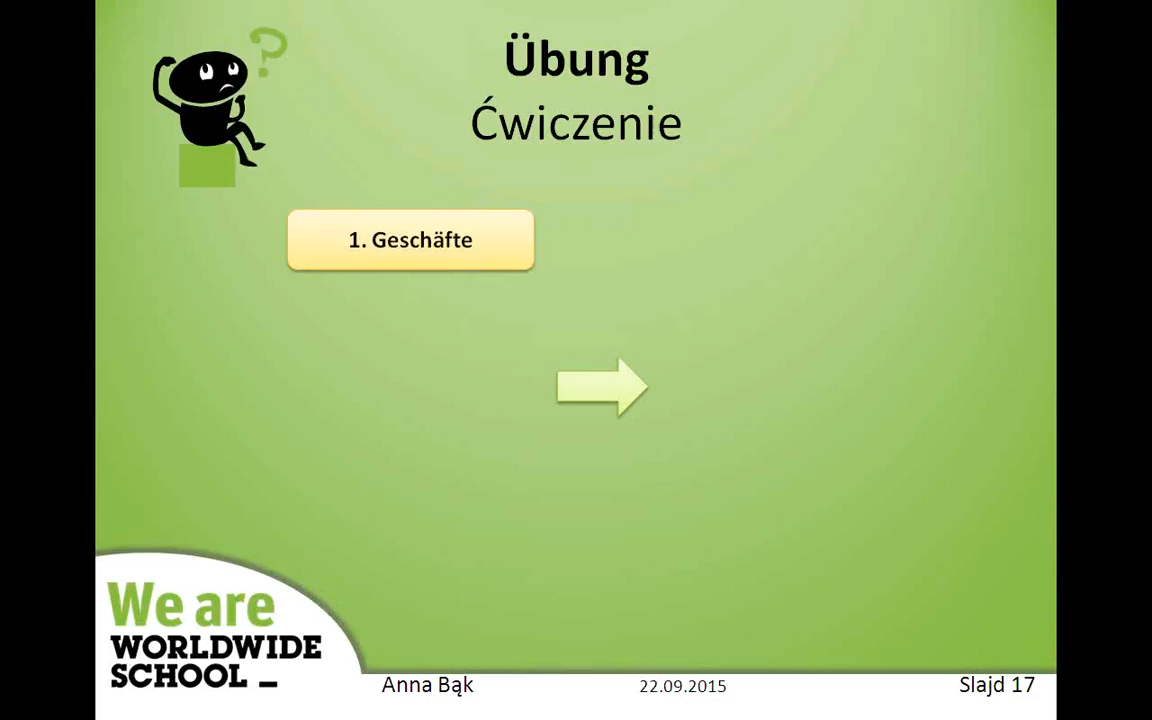 ?
Übung
Ćwiczenie
1. Geschäfte
We are
WORLDWIDE
SCHOOL _
Anna Bąk 22.09.2015 Slajd 17